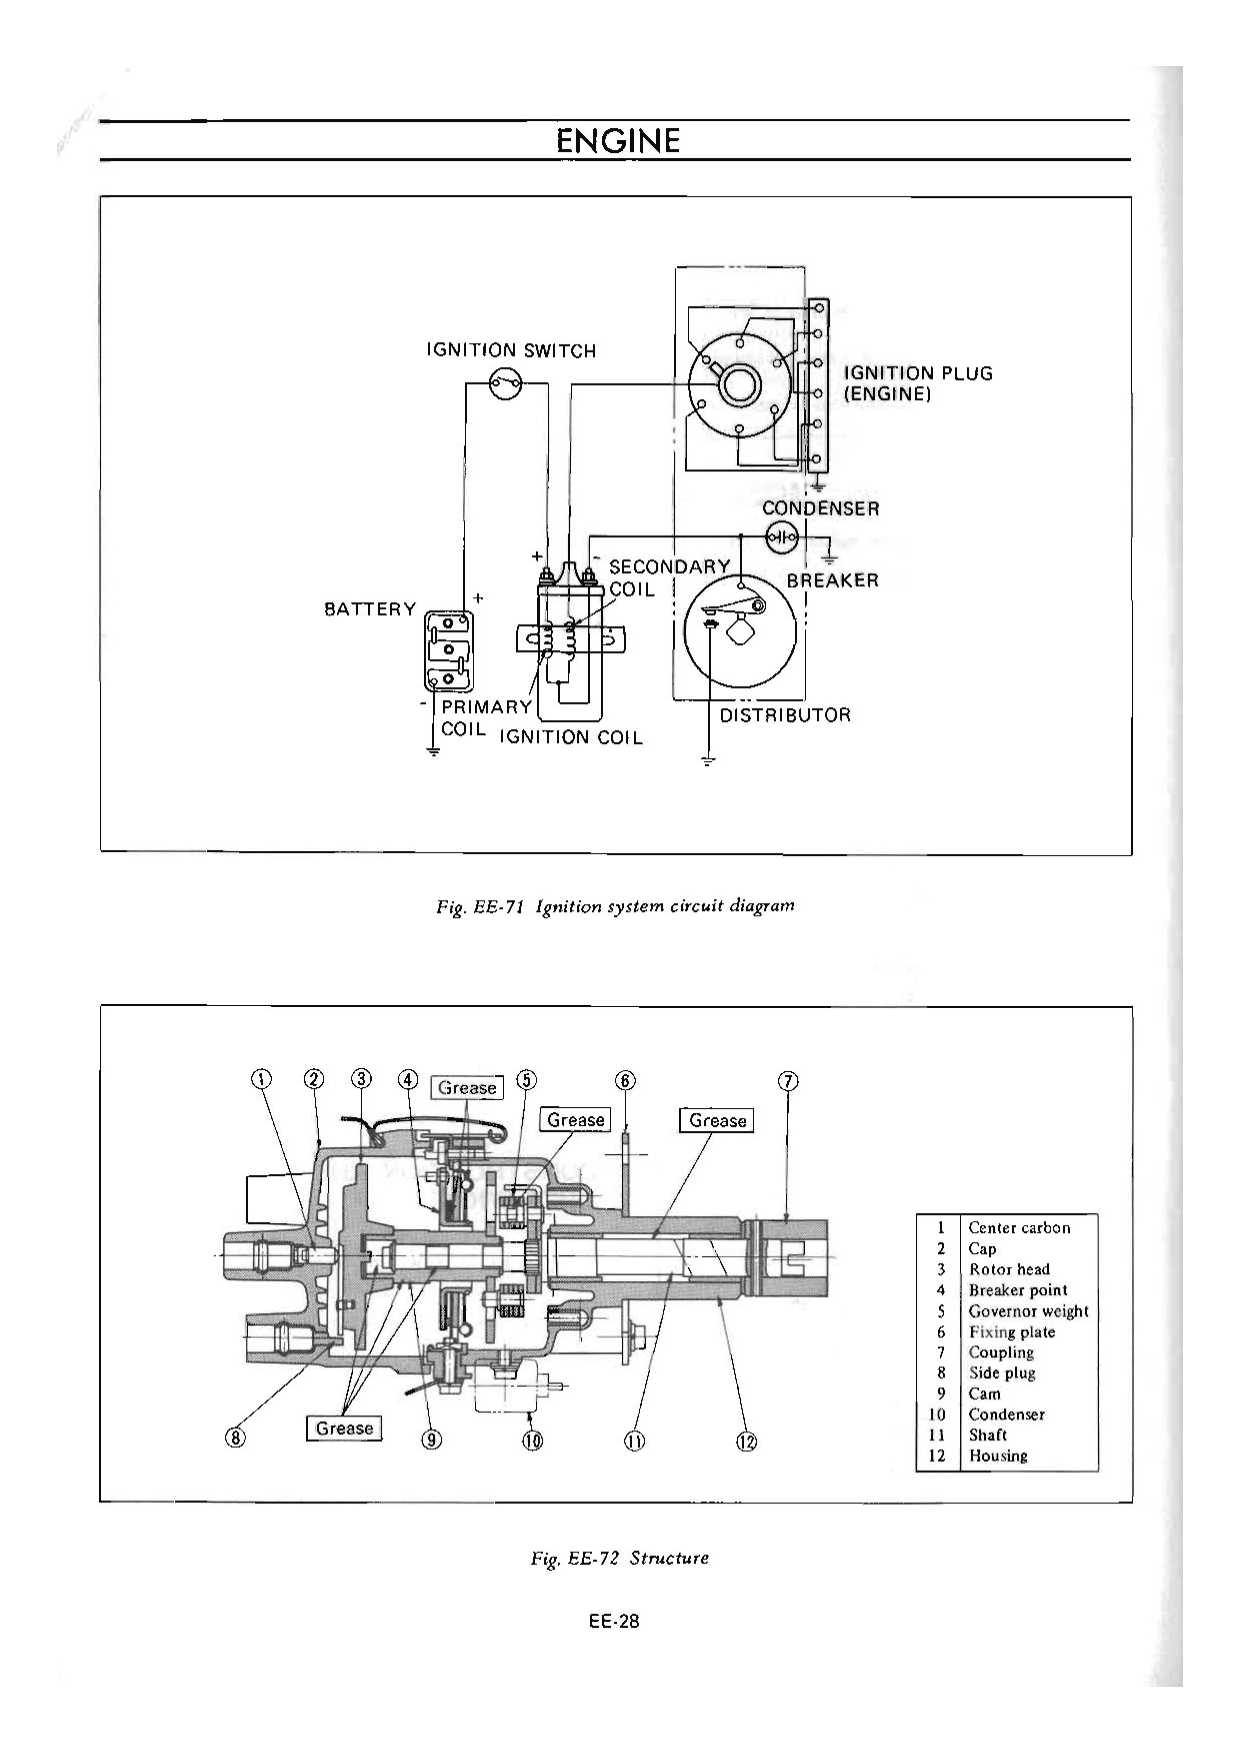 ENGINE
IGNITION SWITCH
IGNITION PLUG
(ENGINE)
CONDENSER
+
-
SECONDARY
COIL
BREAKER
BATTERY
+
-
PRIMARY
COIL
IGNITION COIL
DISTRIBUTOR
Fig. EE-71 Ignition system circuit diagram
1
2
3
4
Grease
5
Grease
6
Grease
7
8
Grease
9
10
11
12
1 Center carbon
2 Cap
3 Rotor head
4 Breaker point
5 Governor weight
6 Fixing plate
7 Coupling
8 Side plug
9 Cam
10 Condenser
11 Shaft
12 Housing
Fig. EE-72 Structure
EE-28